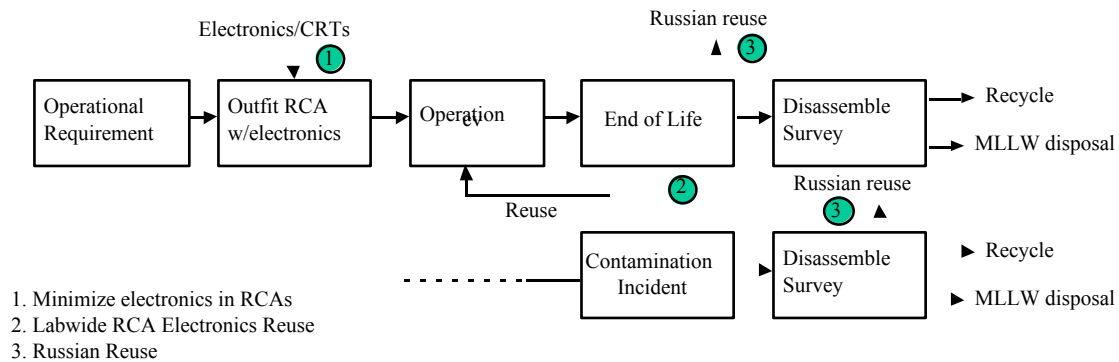 Electronics/CRTs
1
Russian reuse
3
Operational
Requirement
Outfit RCA
w/electronics
Operation
ev
End of Life
Disassemble
Survey
Recycle
MLLW disposal
Reuse
2
Russian reuse
3
Contamination
Incident
Disassemble
Survey
Recycle
MLLW disposal
1. Minimize electronics in RCAs
2. Labwide RCA Electronics Reuse
3. Russian Reuse